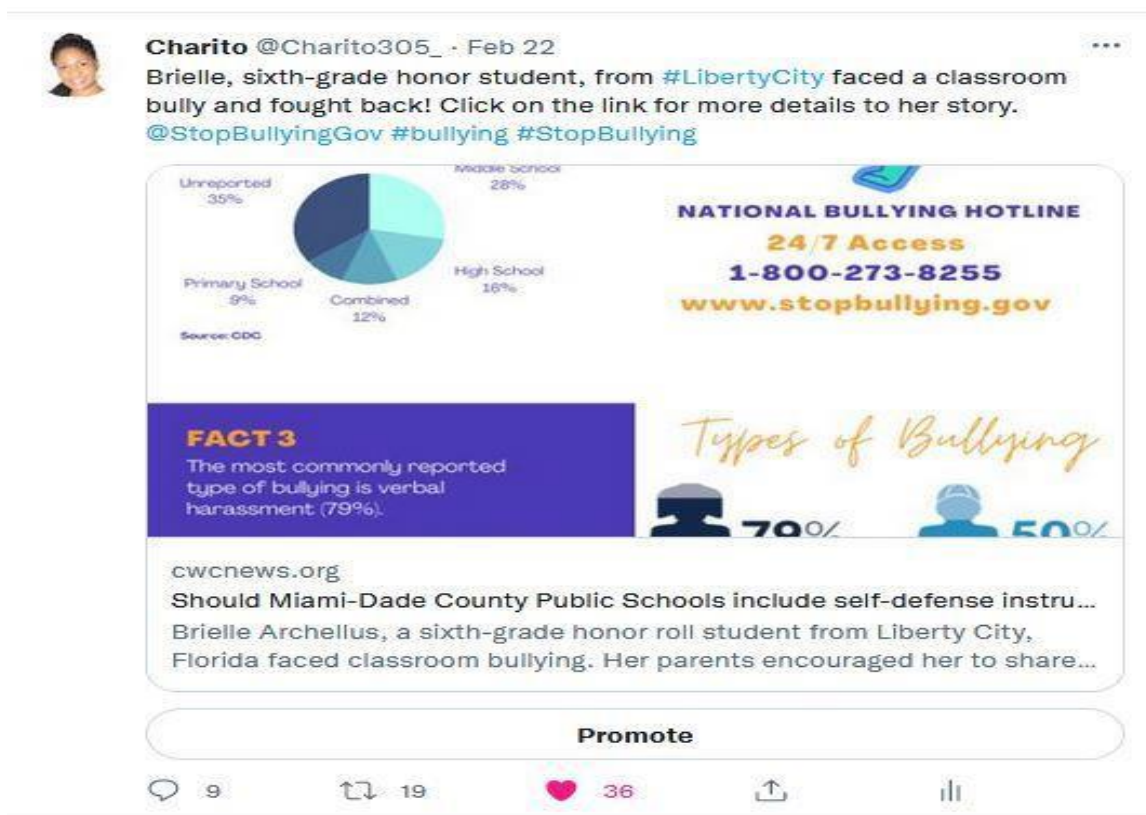 Charito @Charito305_ · Feb 22
Brielle, sixth-grade honor student, from #LibertyCity faced a classroom
bully and fought back! Click on the link for more details to her story.
@StopBullyingGov #bullying #StopBullying
Unreported
35%
Middle School
28%
High School
16%
Primary School
9%
Combined
12%
Source: CDC
NATIONAL BULLYING HOTLINE
24/7 Access
1-800-273-8255
www.stopbullying.gov
FACT 3
The most commonly reported
type of bullying is verbal
harassment (79%).
Types of Bullying
79%
50%
cwcnews.org
Should Miami-Dade County Public Schools include self-defense instru...
Brielle Archellus, a sixth-grade honor roll student from Liberty City,
Florida faced classroom bullying. Her parents encouraged her to share...
Promote
9 19 36